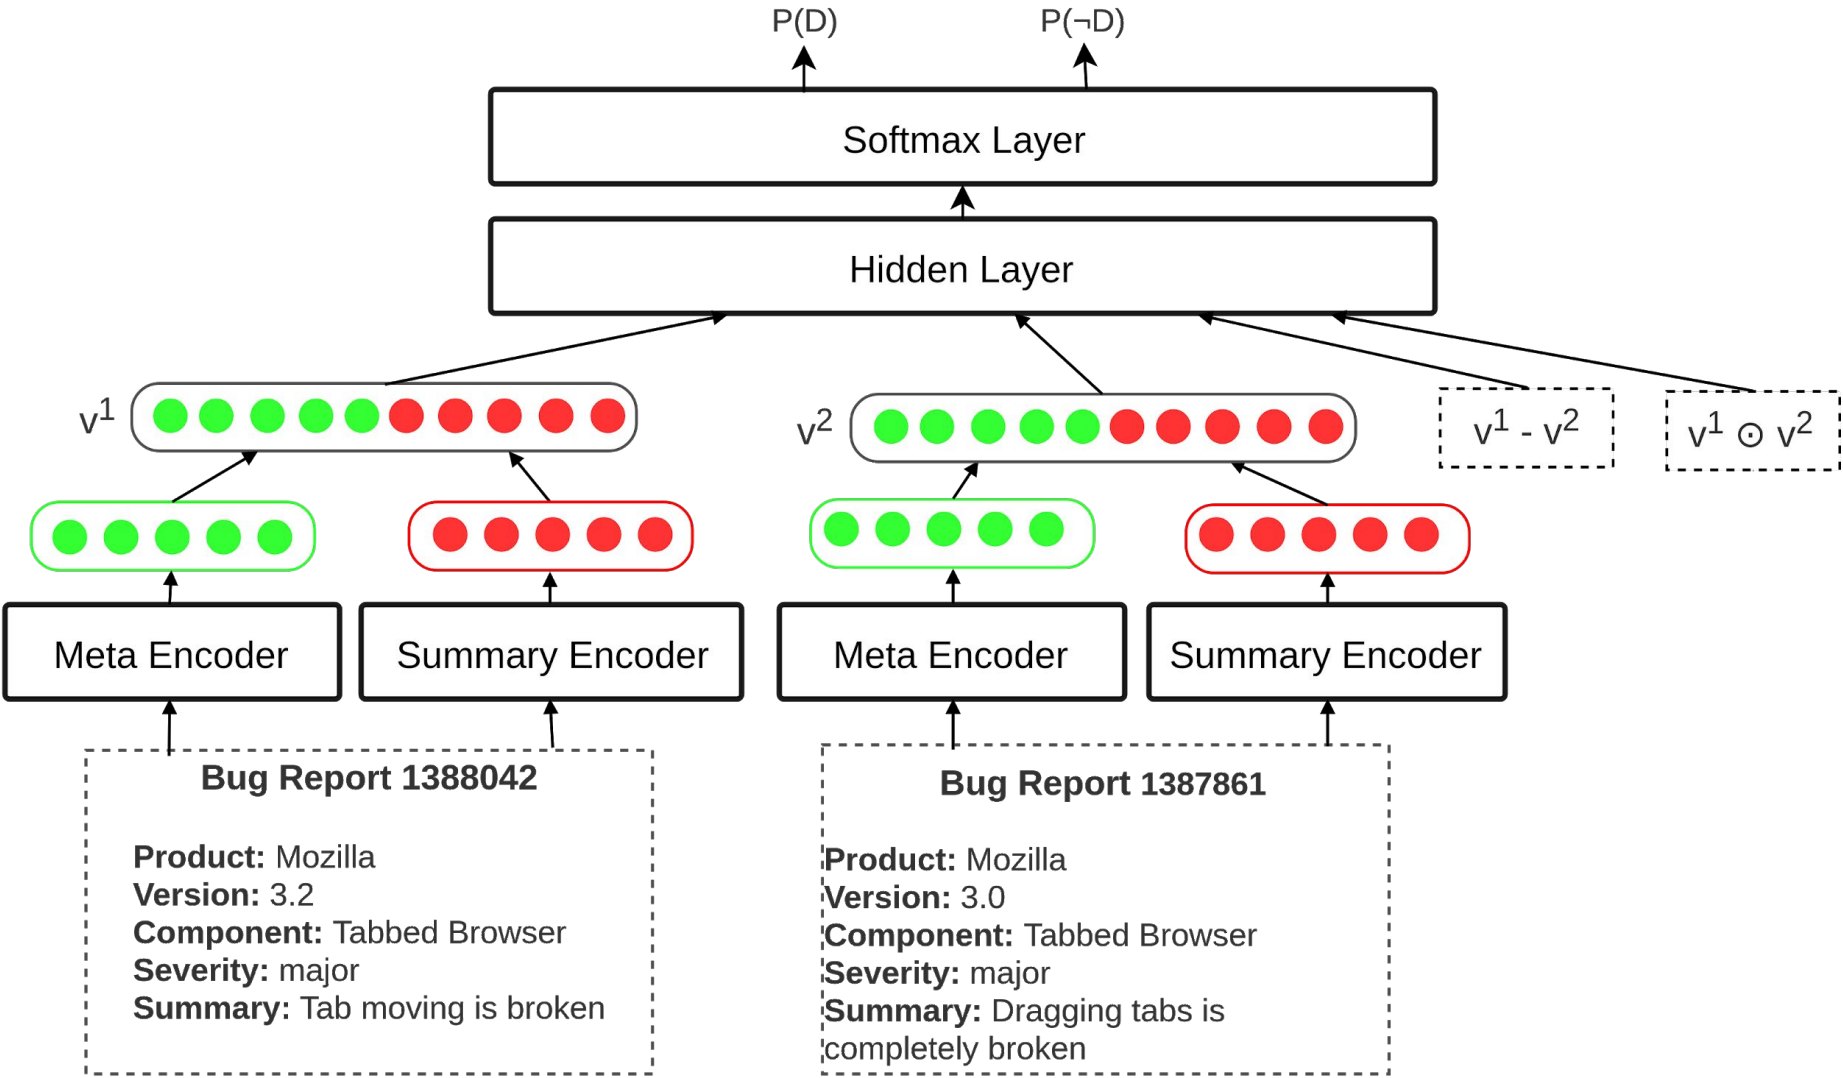 P(D) P(¬D)
Softmax Layer
Hidden Layer
v¹ v² v¹ - v² v¹ ⊙ v²
Meta Encoder Summary Encoder Meta Encoder Summary Encoder
Bug Report 1388042
Product: Mozilla
Version: 3.2
Component: Tabbed Browser
Severity: major
Summary: Tab moving is broken
Bug Report 1387861
Product: Mozilla
Version: 3.0
Component: Tabbed Browser
Severity: major
Summary: Dragging tabs is
completely broken